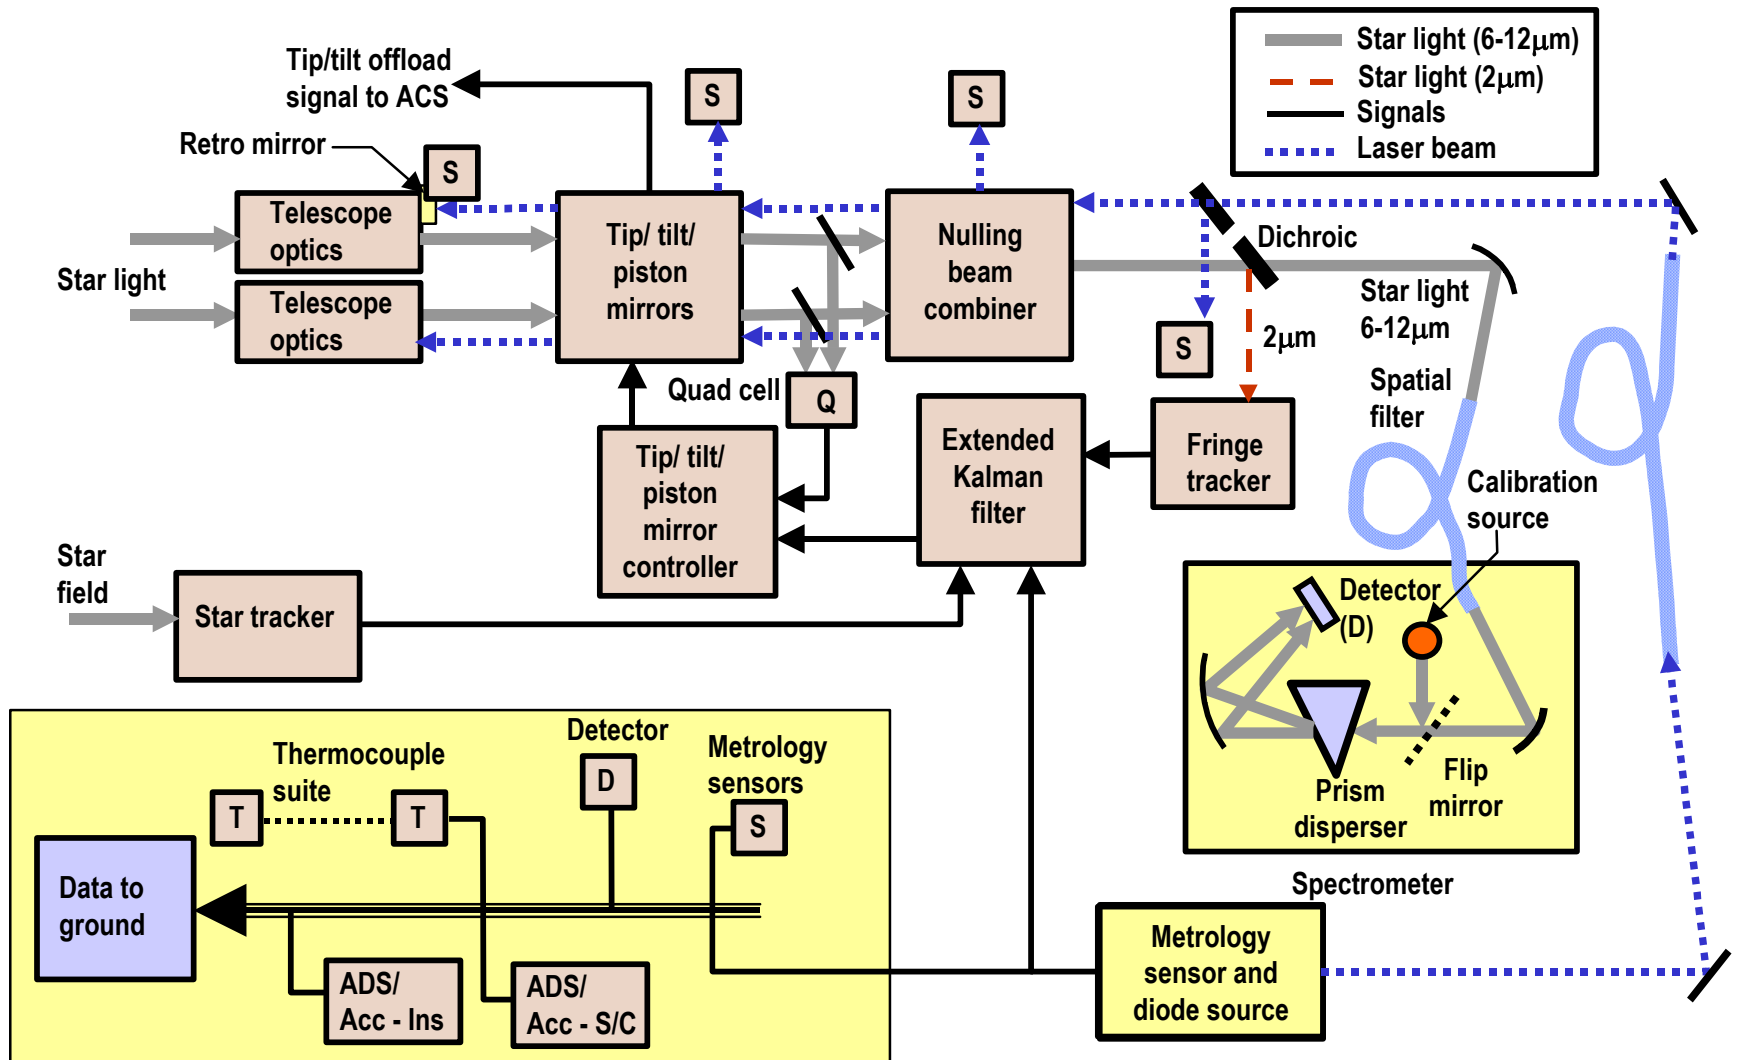 Star light (6-12μm)
Star light (2μm)
Signals
Laser beam
Tip/tilt offload
signal to ACS
Retro mirror
S
S
S
Telescope
optics
Tip/ tilt/
piston
mirrors
Nulling
beam
combiner
Dichroic
Star light
Telescope
optics
Star light
6-12μm
S
2μm
Quad cell
Q
Spatial
filter
Tip/ tilt/
piston
mirror
controller
Extended
Kalman
filter
Fringe
tracker
Calibration
source
Star
field
Star tracker
Detector
(D)
Flip
mirror
Prism
disperser
Spectrometer
Thermocouple
suite
Detector
Metrology
sensors
T
T
D
S
Data to
ground
ADS/
Acc - Ins
ADS/
Acc - S/C
Metrology
sensor and
diode source